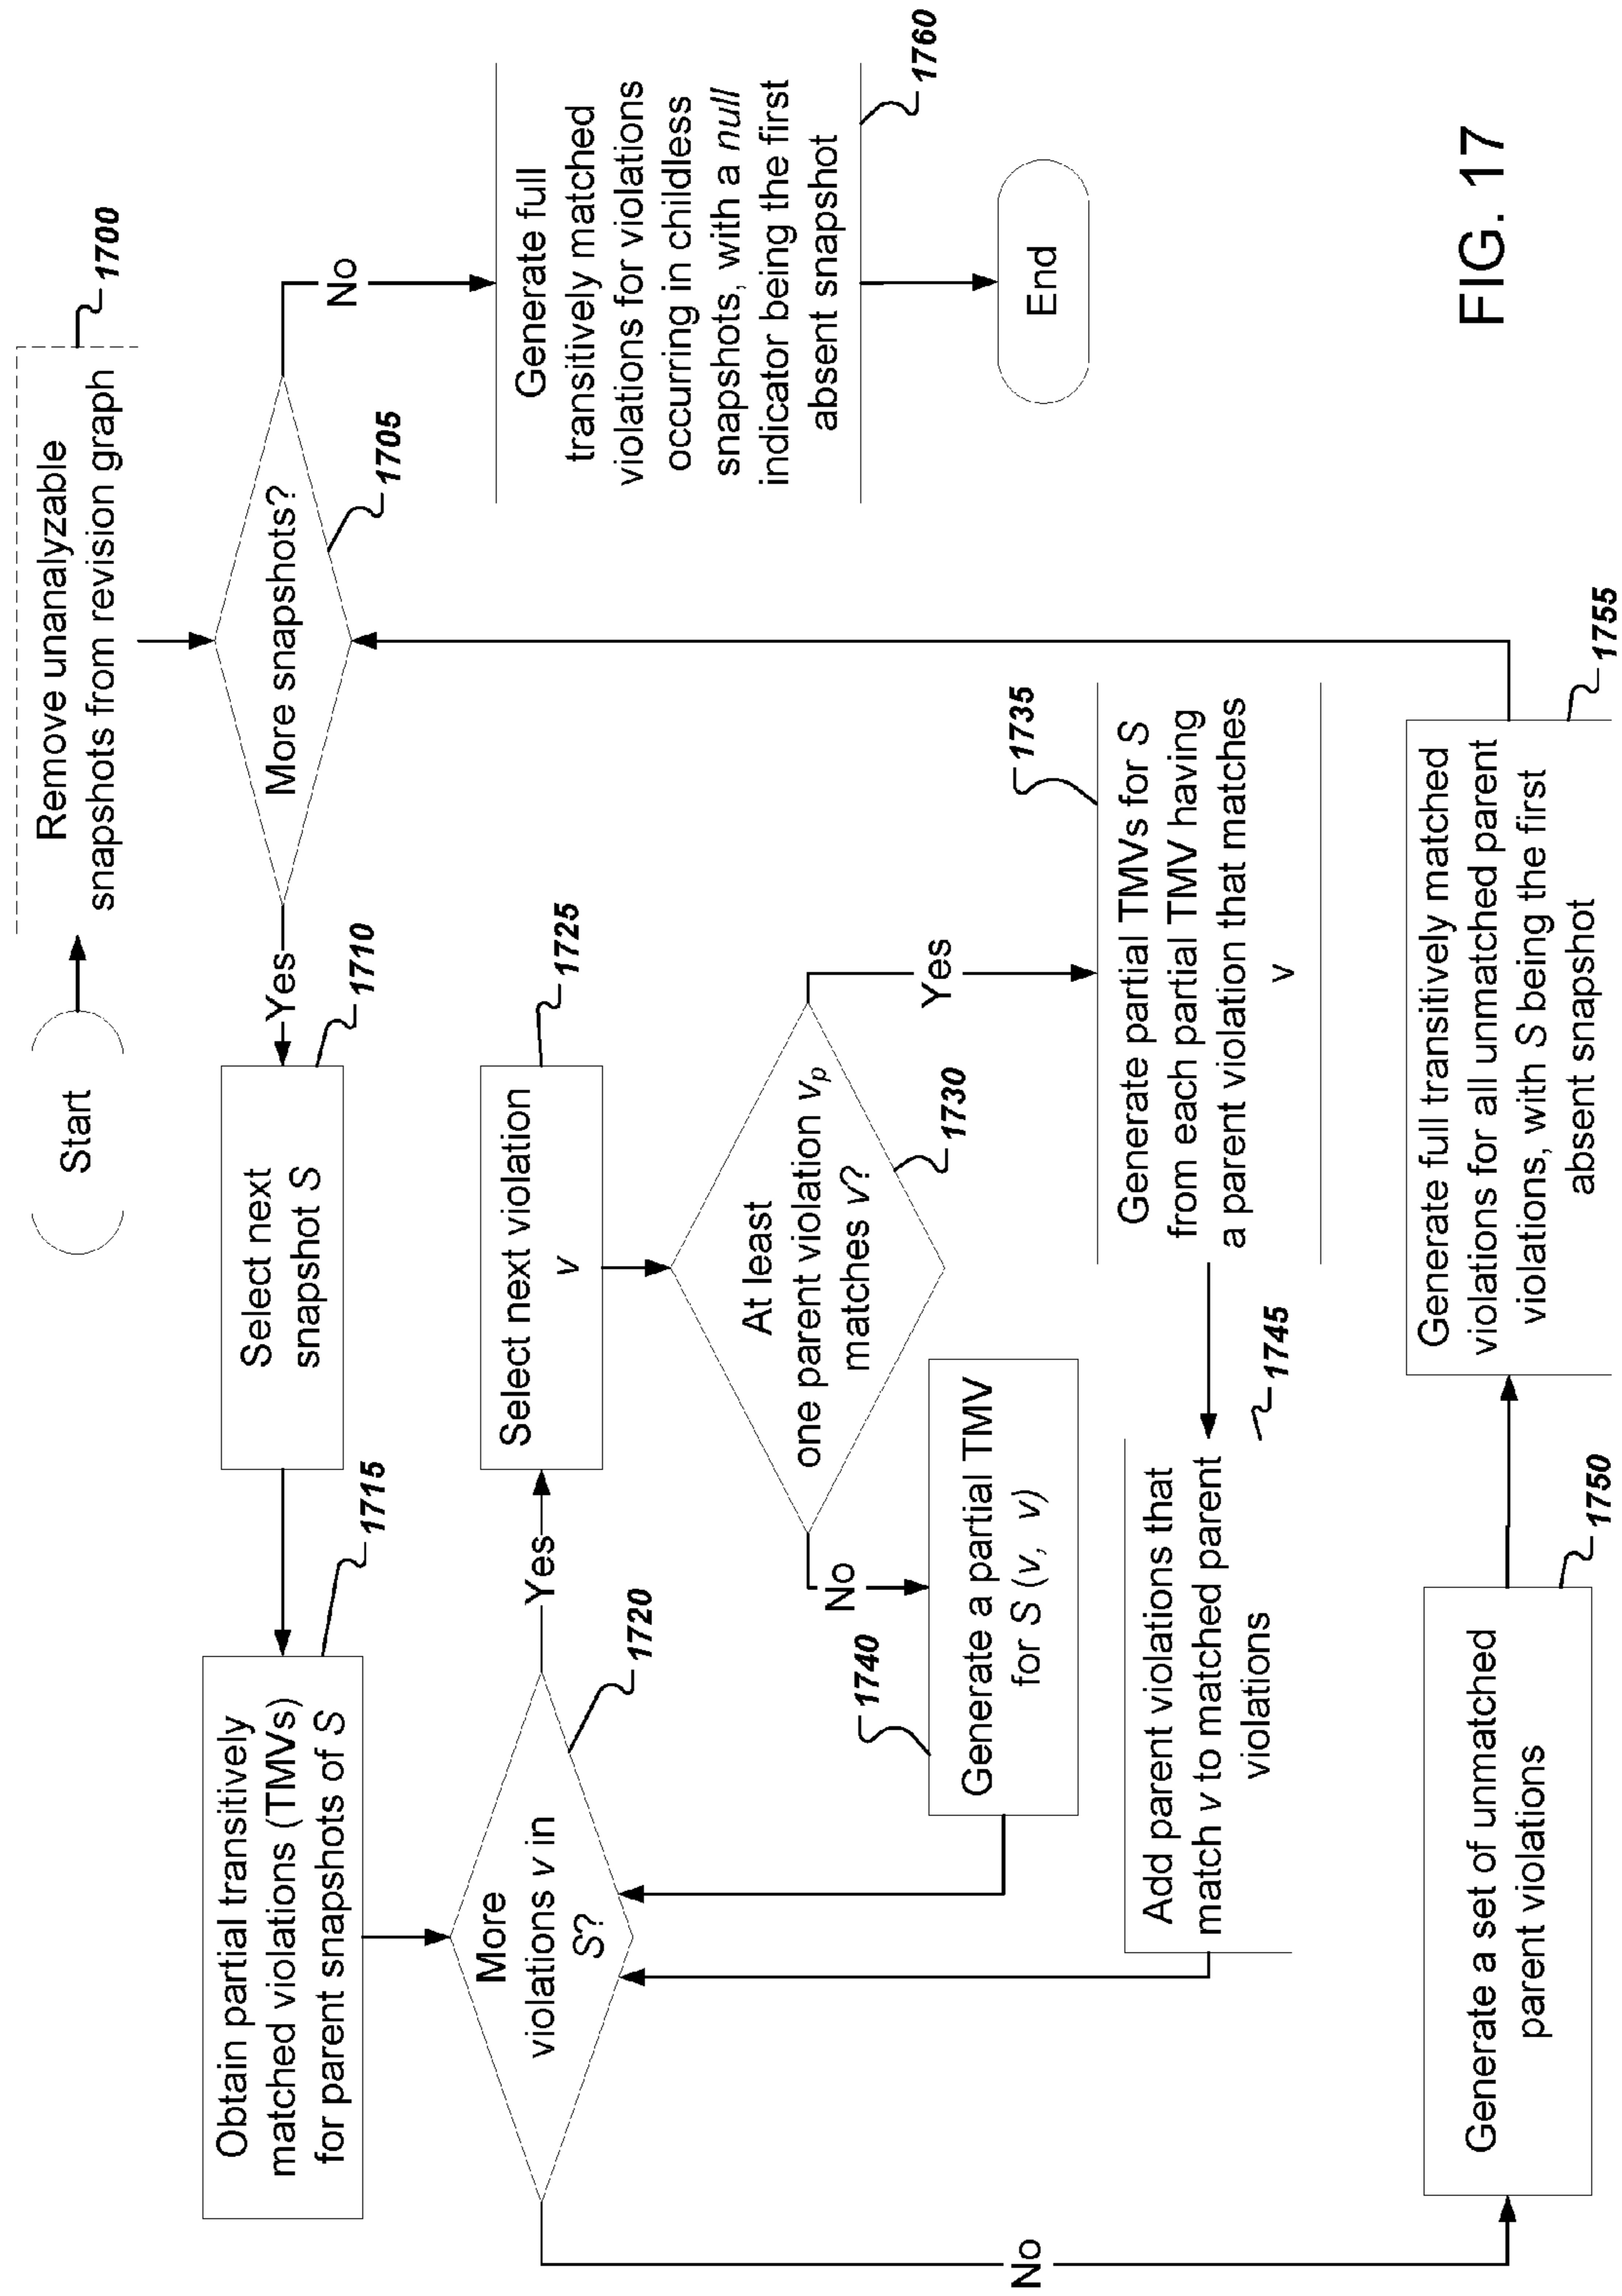 Start
Remove unanalyzable
snapshots from revision graph
1700
More snapshots?
1705
Yes
No
Select next
snapshot S
1710
Obtain partial transitively
matched violations (TMVs)
for parent snapshots of S
1715
More
violations v in
S?
1720
Yes
No
Select next violation
v
1725
At least
one parent violation vp
matches v?
1730
Yes
No
Generate partial TMVs for S
from each partial TMV having
a parent violation that matches
v
1735
Generate a partial TMV
for S (v, v)
1740
Add parent violations that
match v to matched parent
violations
1745
Generate a set of unmatched
parent violations
1750
Generate full transitively matched
violations for all unmatched parent
violations, with S being the first
absent snapshot
1755
Generate full
transitively matched
violations for violations
occurring in childless
snapshots, with a null
indicator being the first
absent snapshot
1760
End
FIG. 17